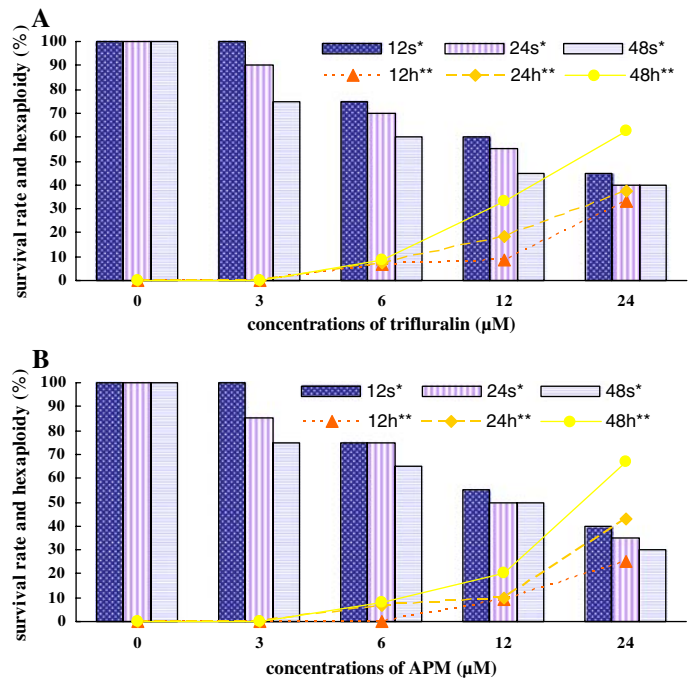 A
survival rate and hexaploidy (%)
100
90
80
70
60
50
40
30
20
10
0
12s* 24s* 48s*
12h** 24h** 48h**
0 3 6 12 24
concentrations of trifluralin (µM)
B
survival rate and hexaploidy (%)
100
90
80
70
60
50
40
30
20
10
0
12s* 24s* 48s*
12h** 24h** 48h**
0 3 6 12 24
concentrations of APM (µM)